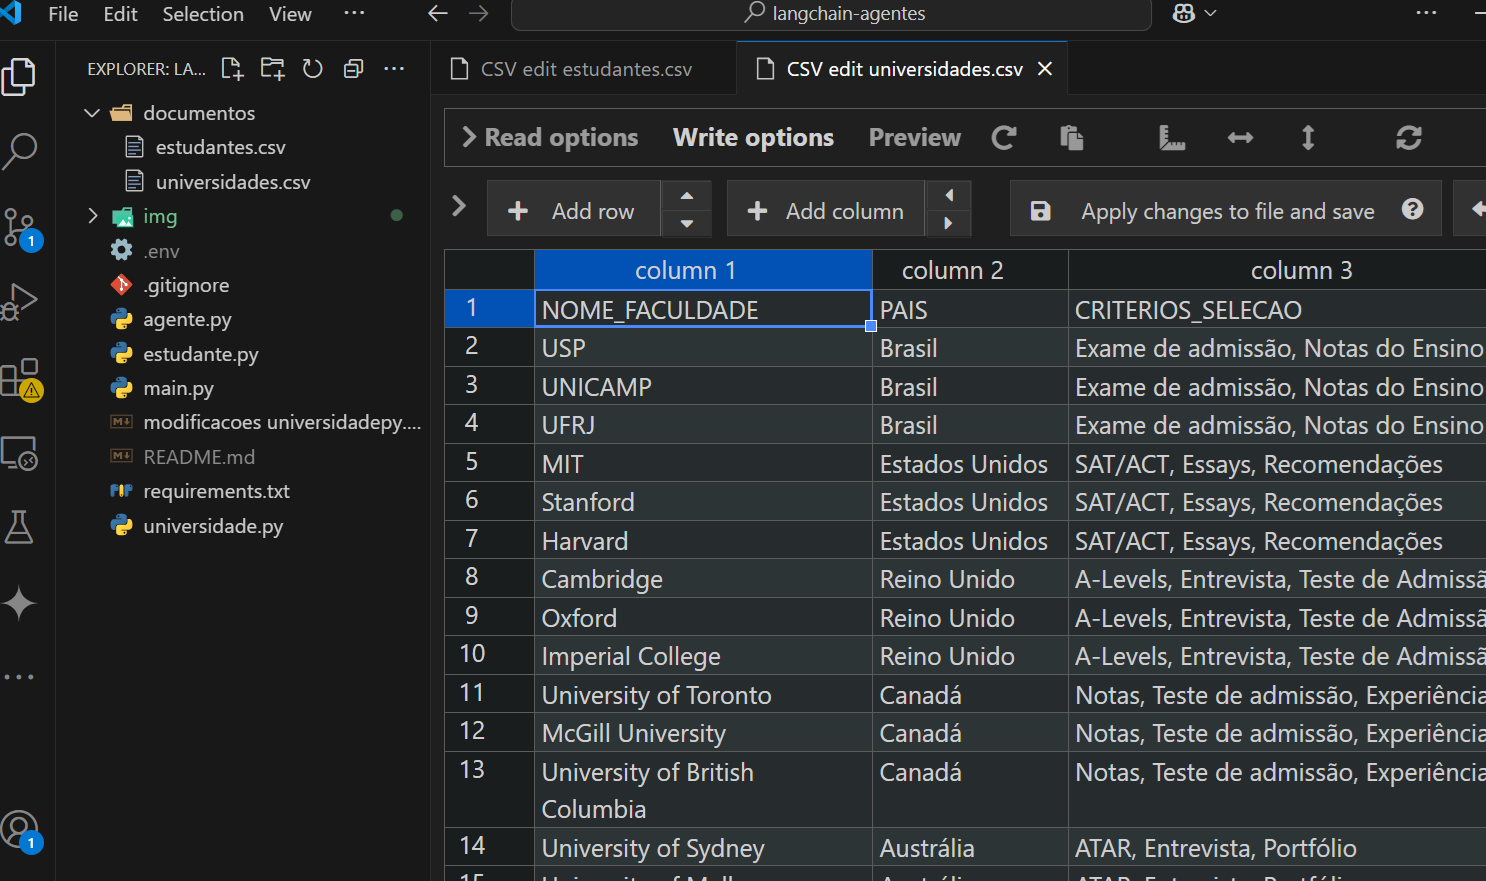 File Edit Selection View ···
langchain-agentes
EXPLORER: LA...
documentos
estudantes.csv
universidades.csv
img
.env
.gitignore
agente.py
estudante.py
main.py
modificacoes universidadepy....
README.md
requirements.txt
universidade.py
1
1
CSV edit estudantes.csv
CSV edit universidades.csv
Read options Write options Preview
Add row Add column Apply changes to file and save
column 1 column 2 column 3
1 NOME_FACULDADE PAIS CRITERIOS_SELECAO
2 USP Brasil Exame de admissão, Notas do Ensino
3 UNICAMP Brasil Exame de admissão, Notas do Ensino
4 UFRJ Brasil Exame de admissão, Notas do Ensino
5 MIT Estados Unidos SAT/ACT, Essays, Recomendações
6 Stanford Estados Unidos SAT/ACT, Essays, Recomendações
7 Harvard Estados Unidos SAT/ACT, Essays, Recomendações
8 Cambridge Reino Unido A-Levels, Entrevista, Teste de Admissã
9 Oxford Reino Unido A-Levels, Entrevista, Teste de Admissã
10 Imperial College Reino Unido A-Levels, Entrevista, Teste de Admissã
11 University of Toronto Canadá Notas, Teste de admissão, Experiência
12 McGill University Canadá Notas, Teste de admissão, Experiência
13 University of British Canadá Notas, Teste de admissão, Experiência
Columbia
14 University of Sydney Austrália ATAR, Entrevista, Portfólio